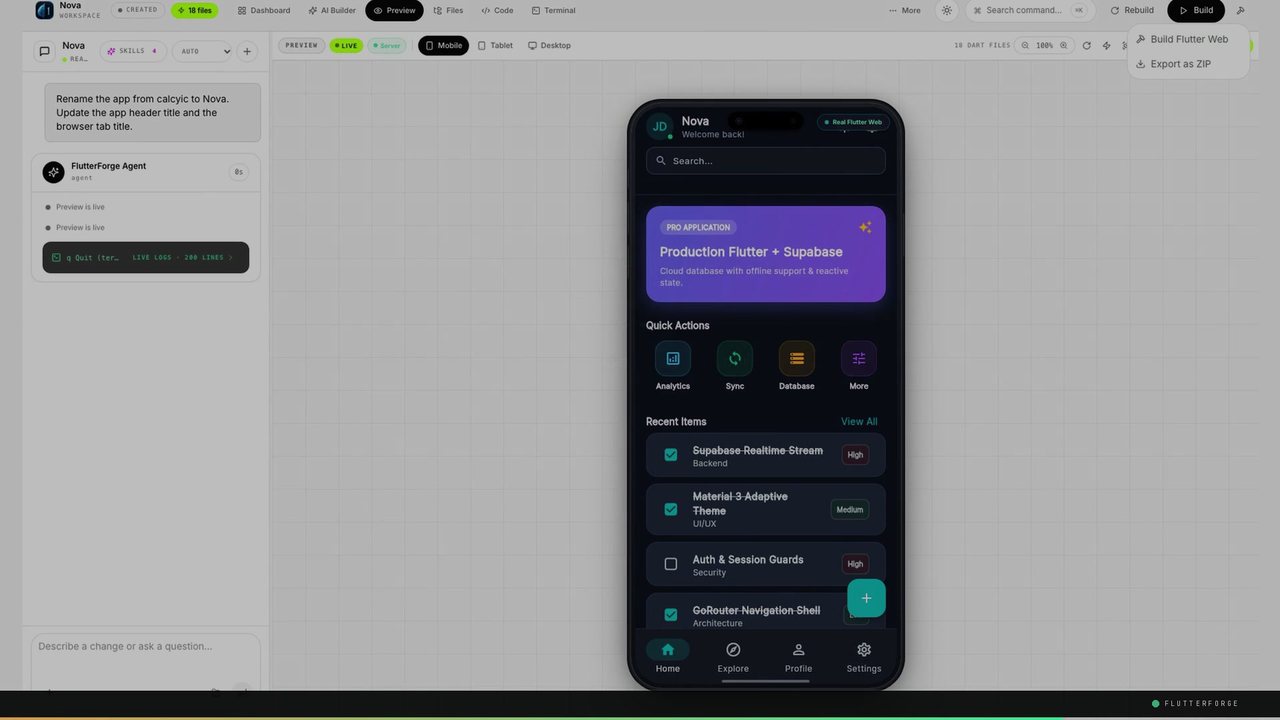 Nova
WORKSPACE
CREATED
18 files
Dashboard
AI Builder
Preview
Files
Code
Terminal
More
Search command...
⌘K
Rebuild
Build
Build Flutter Web
Export as ZIP
Nova
REA…
SKILLS 4
AUTO
PREVIEW
LIVE
Server
Mobile
Tablet
Desktop
18 DART FILES
100%
Rename the app from calcyic to Nova.
Update the app header title and the
browser tab title.
FlutterForge Agent
agent
0s
Preview is live
Preview is live
q Quit (ter…
LIVE LOGS · 200 LINES
Describe a change or ask a question...
JD
Nova
Welcome back!
Real Flutter Web
Search...
PRO APPLICATION
Production Flutter + Supabase
Cloud database with offline support & reactive
state.
Quick Actions
Analytics
Sync
Database
More
Recent Items
View All
Supabase Realtime Stream
Backend
High
Material 3 Adaptive
Theme
UI/UX
Medium
Auth & Session Guards
Security
High
GoRouter Navigation Shell
Architecture
Home
Explore
Profile
Settings
FLUTTERFORGE